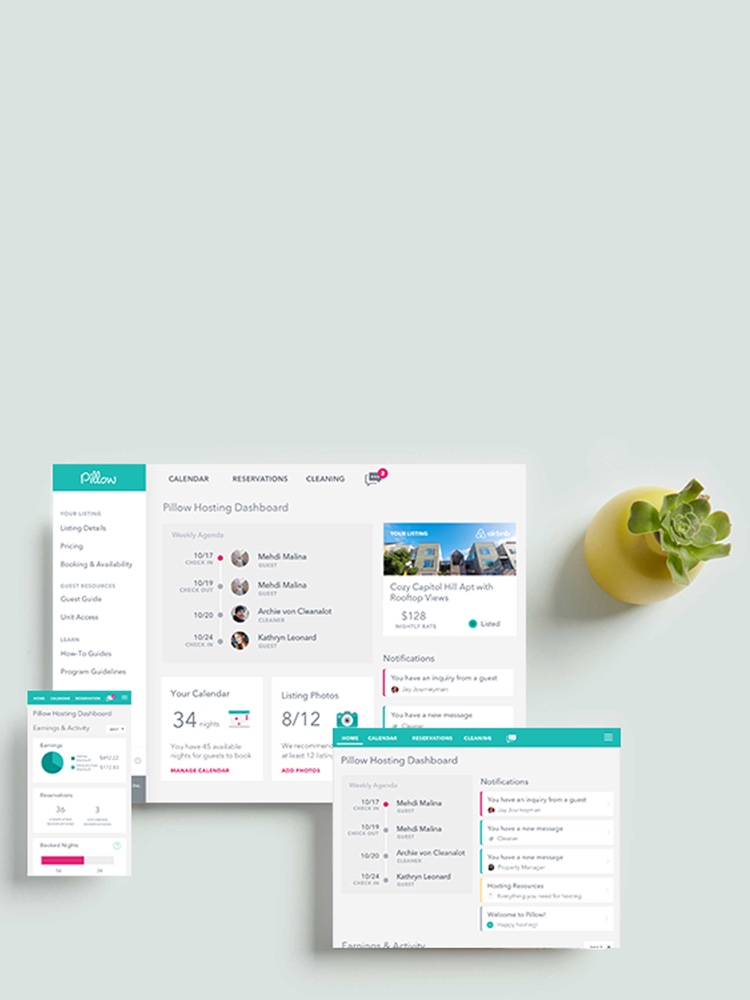 Pillow
CALENDAR
RESERVATIONS
CLEANING
Pillow Hosting Dashboard
YOUR LISTING
Listing Details
Pricing
Booking & Availability
GUEST RESOURCES
Guest Guide
Unit Access
LEARN
How-To Guides
Program Guidelines
Weekly Agenda
10/17
CHECK IN
Mehdi Malina
GUEST
10/19
CHECK OUT
Mehdi Malina
GUEST
10/20
Archie von Cleanalot
CLEANER
10/24
CHECK IN
Kathryn Leonard
GUEST
YOUR LISTING
airbnb
Cozy Capitol Hill Apt with
Rooftop Views
$128
NIGHTLY RATE
Listed
Notifications
You have an inquiry from a guest
Jay Journeyman
You have a new message
Cleaner
Your Calendar
34 nights
You have 45 available
nights for guests to book
MANAGE CALENDAR
Listing Photos
8/12
We recommend
at least 12 listing
ADD PHOTOS
HOME
CALENDAR
RESERVATION
Pillow Hosting Dashboard
Earnings & Activity
Earnings
$492.22
$172.83
Reservations
36
3
Booked Nights
56
34
HOME
CALENDAR
RESERVATIONS
CLEANING
Pillow Hosting Dashboard
Weekly Agenda
10/17
CHECK IN
Mehdi Malina
GUEST
10/19
CHECK OUT
Mehdi Malina
GUEST
10/20
Archie von Cleanalot
CLEANER
10/24
CHECK IN
Kathryn Leonard
GUEST
Notifications
You have an inquiry from a guest
Jay Journeyman
You have a new message
Cleaner
You have a new message
Property Manager
Hosting Resources
Everything you need for hosting
Welcome to Pillow!
Happy hosting!
Earnings & Activity